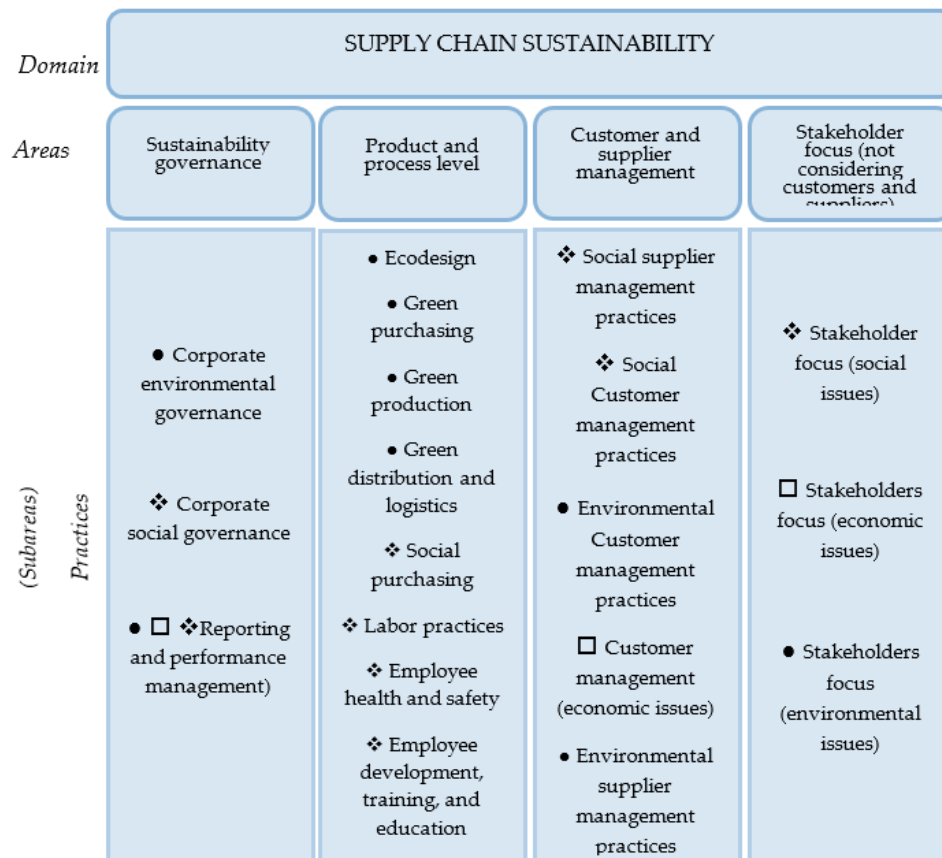 SUPPLY CHAIN SUSTAINABILITY
Domain
Areas
Sustainability
governance
Product and
process level
Customer and
supplier
management
Stakeholder
focus (not
considering
customers and
suppliers)
(Subareas)
Practices
● Corporate
environmental
governance
❖ Corporate
social governance
● □ ❖Reporting
and performance
management)
● Ecodesign
● Green
purchasing
● Green
production
● Green
distribution and
logistics
❖ Social
purchasing
❖ Labor practices
❖ Employee
health and safety
❖ Employee
development,
training, and
education
❖ Social supplier
management
practices
❖ Social
Customer
management
practices
● Environmental
Customer
management
practices
□ Customer
management
(economic issues)
● Environmental
supplier
management
practices
❖ Stakeholder
focus (social
issues)
□ Stakeholders
focus (economic
issues)
● Stakeholders
focus
(environmental
issues)